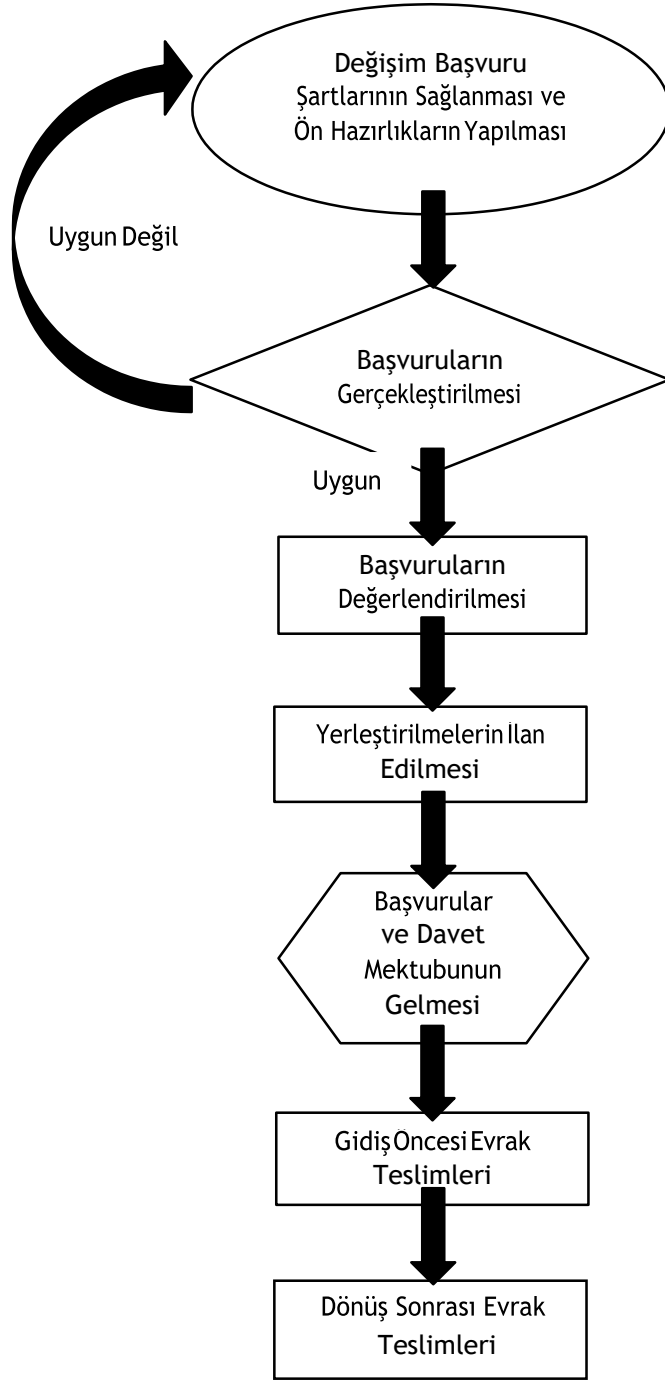 Değişim Başvuru
Şartlarının Sağlanması ve
Ön Hazırlıkların Yapılması
Uygun Değil
Başvuruların
Gerçekleştirilmesi
Uygun
Başvuruların
Değerlendirilmesi
Yerleştirilmelerin İlan
Edilmesi
Başvurular
ve Davet
Mektubunun
Gelmesi
Gidiş Öncesi Evrak
Teslimleri
Dönüş Sonrası Evrak
Teslimleri